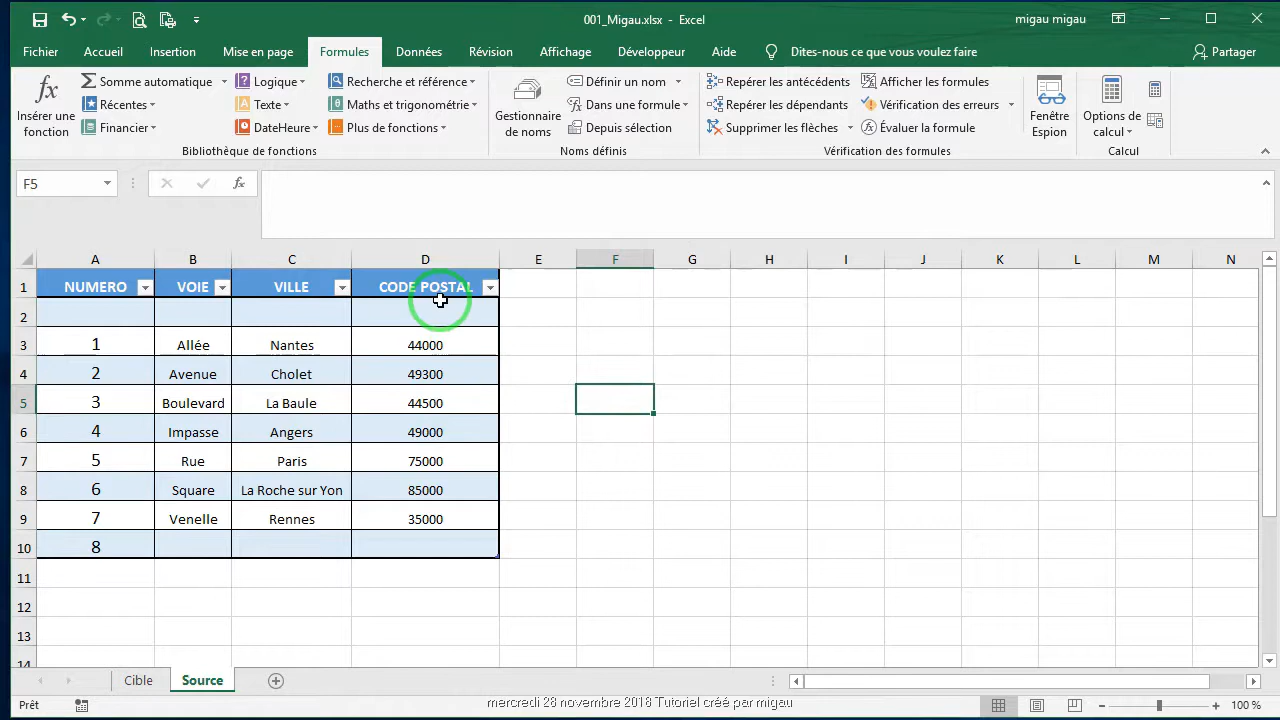 001_Migau.xlsx - Excel
migau migau
Fichier Accueil Insertion Mise en page Formules Données Révision Affichage Développeur Aide Dites-nous ce que vous voulez faire Partager
Insérer une fonction
Somme automatique
Récentes
Financier
Logique
Texte
DateHeure
Recherche et référence
Maths et trigonométrie
Plus de fonctions
Bibliothèque de fonctions
Gestionnaire de noms
Définir un nom
Dans une formule
Depuis sélection
Noms définis
Repérer les antécédents
Repérer les dépendants
Supprimer les flèches
Afficher les formules
Vérification des erreurs
Évaluer la formule
Vérification des formules
Fenêtre Espion
Options de calcul
Calcul
F5
fx
A B C D E F G H I J K L M N
1 NUMERO VOIE VILLE CODE POSTAL
2
3 1 Allée Nantes 44000
4 2 Avenue Cholet 49300
5 3 Boulevard La Baule 44500
6 4 Impasse Angers 49000
7 5 Rue Paris 75000
8 6 Square La Roche sur Yon 85000
9 7 Venelle Rennes 35000
10 8
11
12
13
14
Cible Source
Prêt
mercredi 28 novembre 2018 Tutoriel créé par migau
100 %